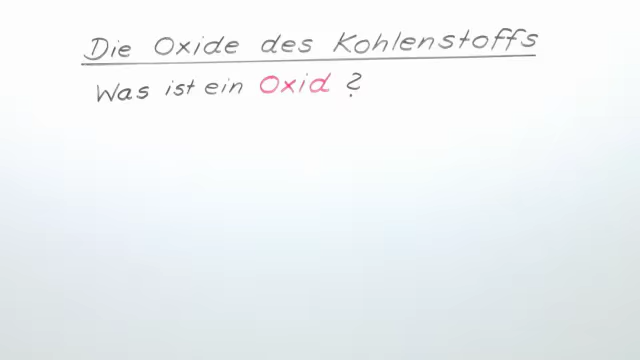 Die Oxide des Kohlenstoffs
Was ist ein Oxid ?